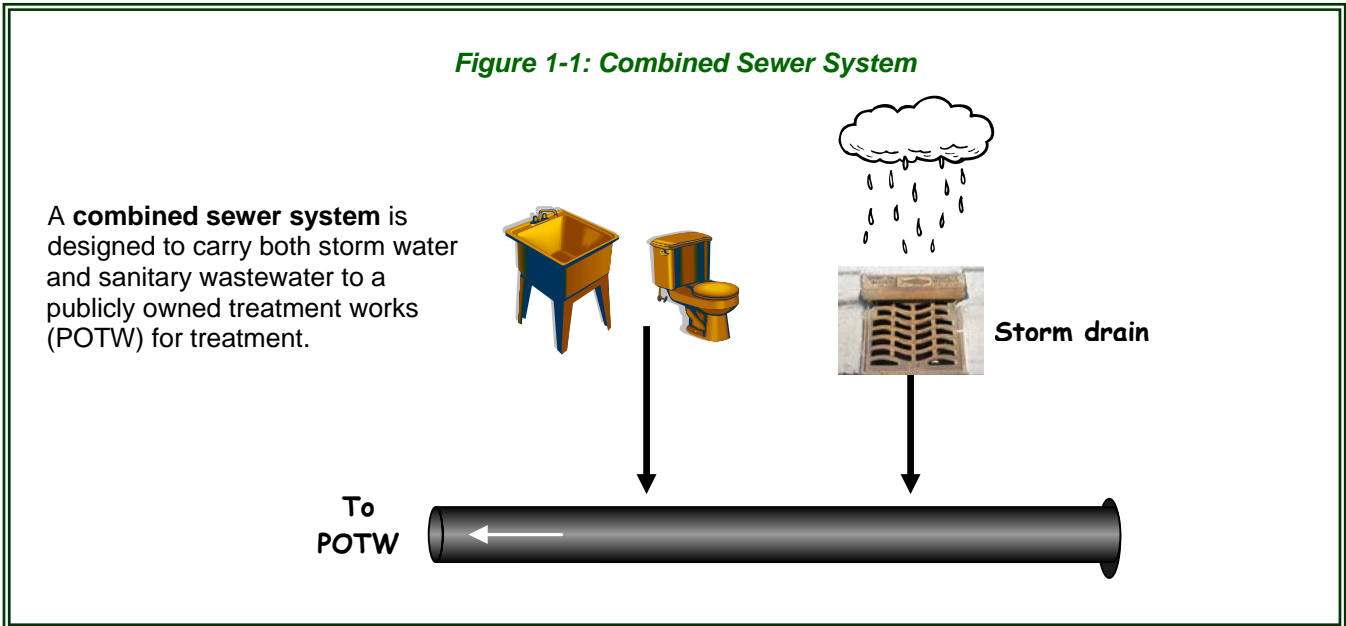 Figure 1-1: Combined Sewer System
A combined sewer system is
designed to carry both storm water
and sanitary wastewater to a
publicly owned treatment works
(POTW) for treatment.
Storm drain
To
POTW